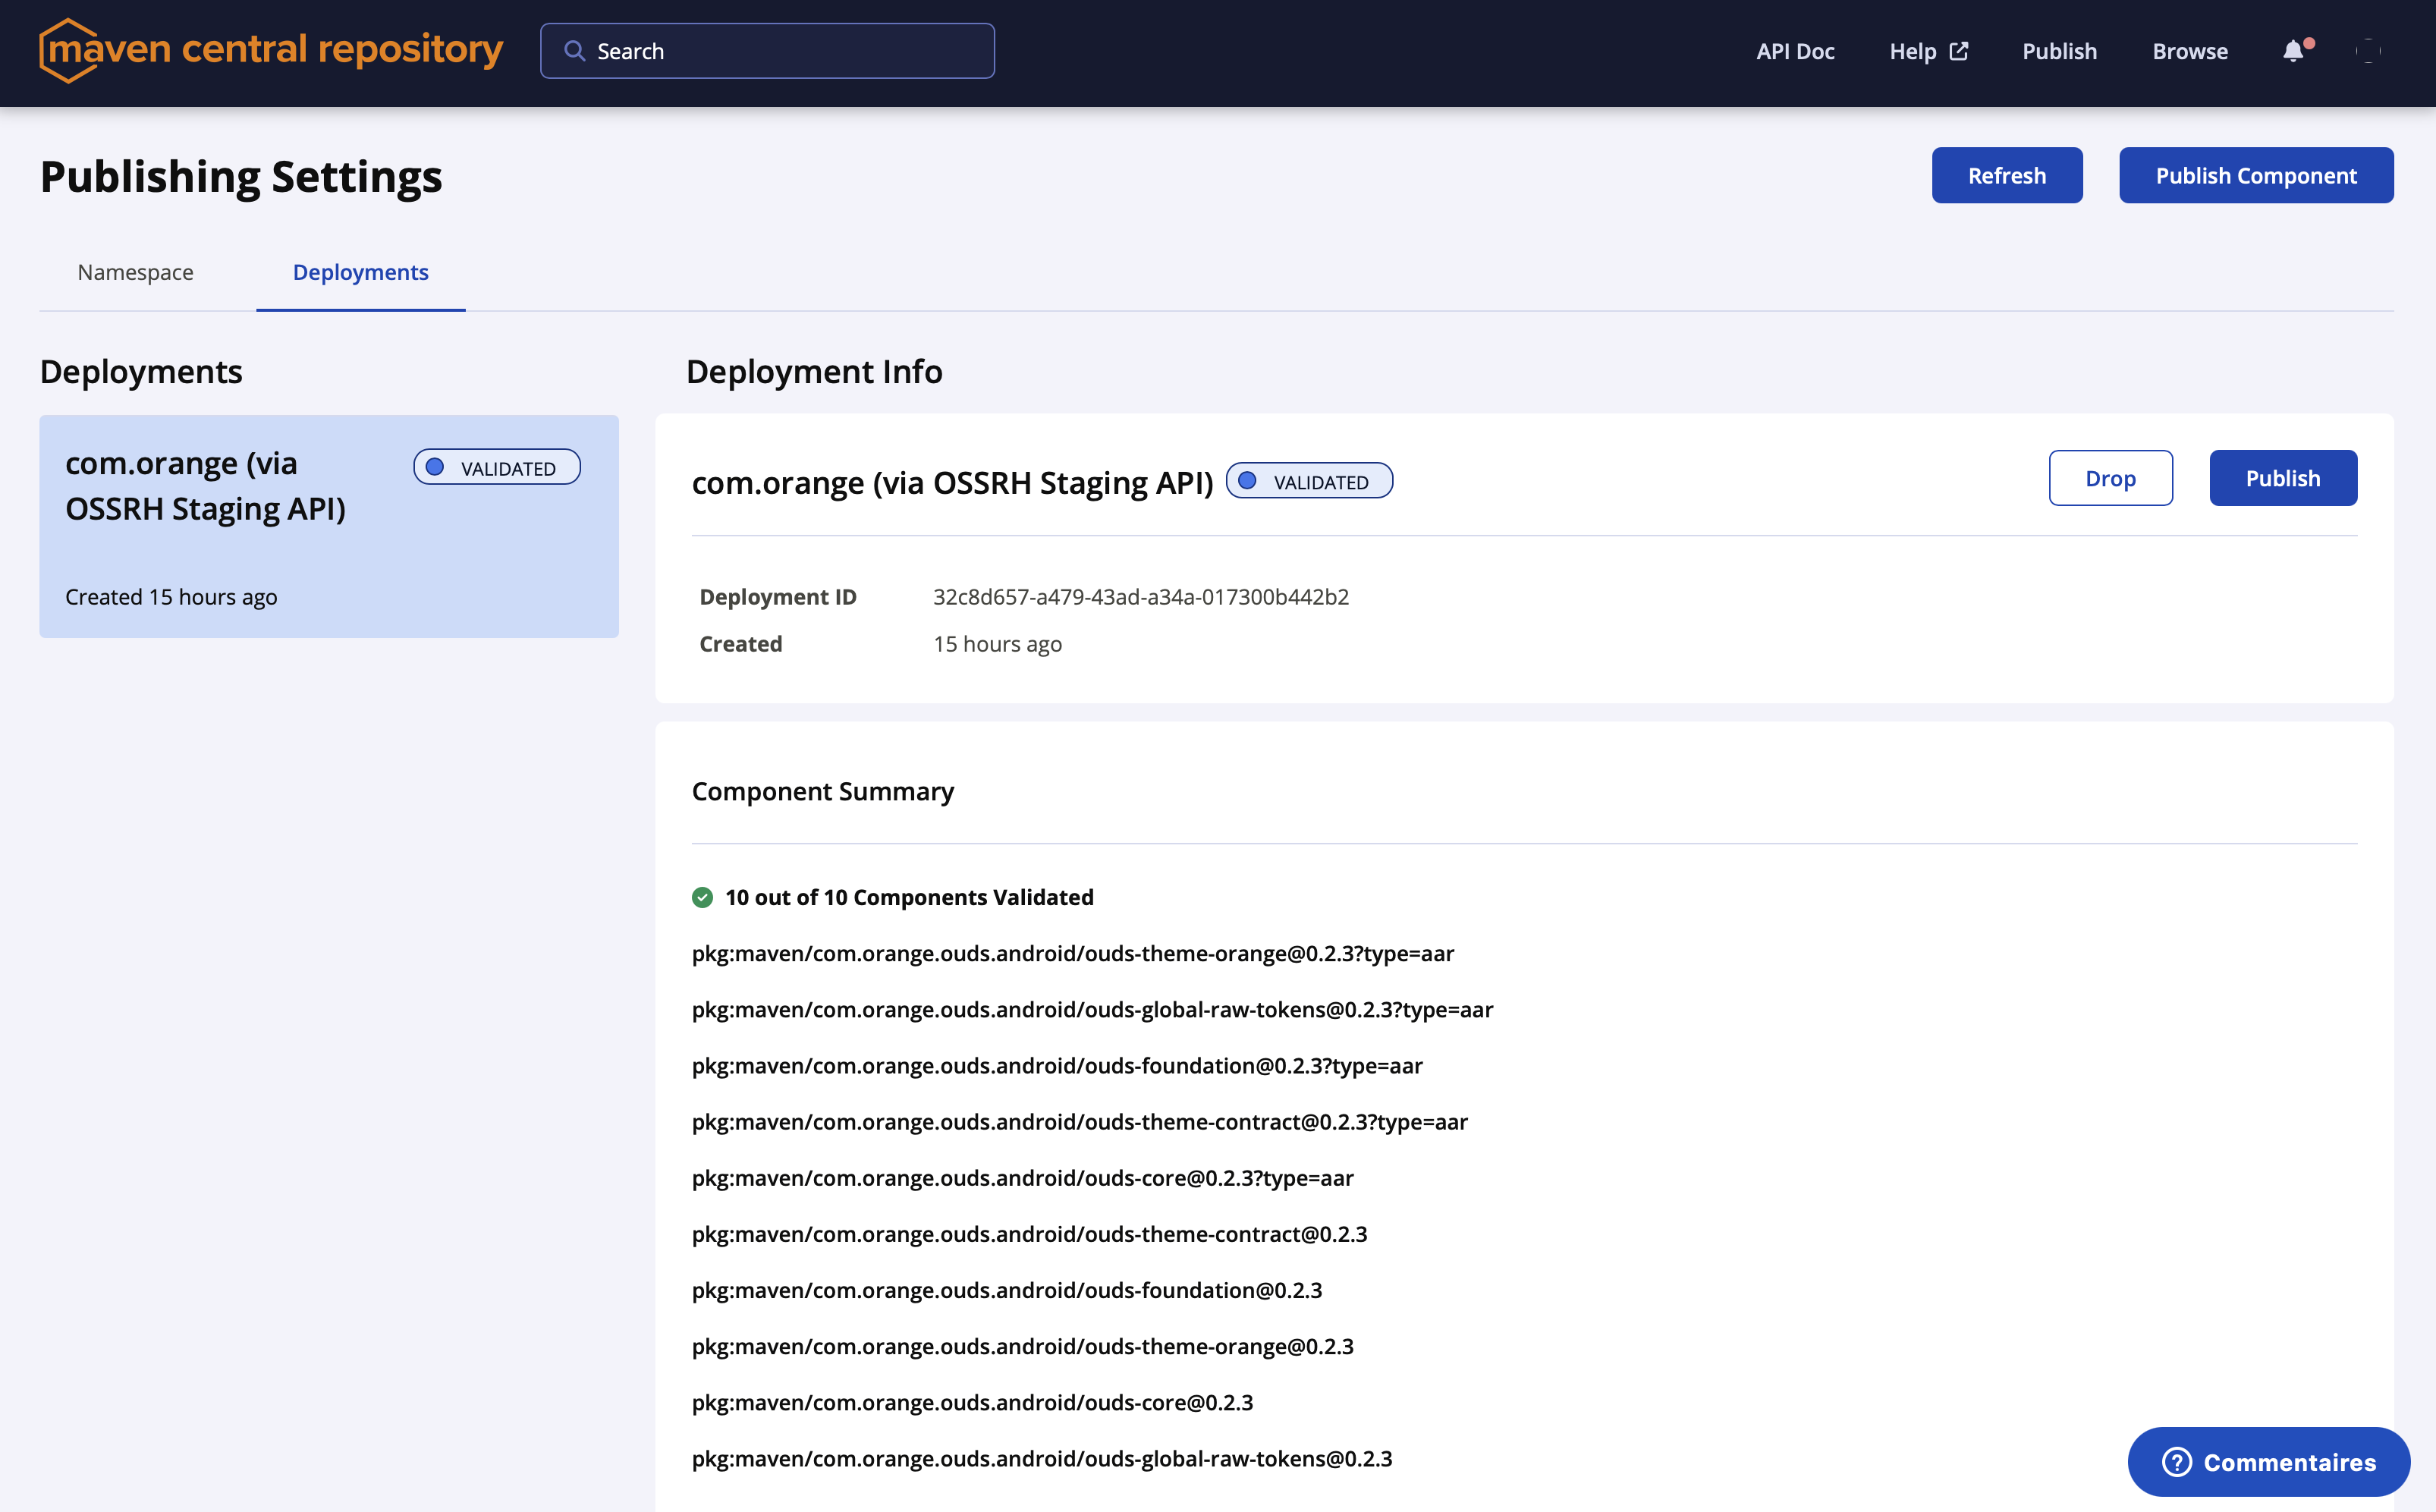 maven central repository
Search
API Doc
Help
Publish
Browse
Publishing Settings
Refresh
Publish Component
Namespace
Deployments
Deployments
com.orange (via
OSSRH Staging API)
VALIDATED
Created 15 hours ago
Deployment Info
com.orange (via OSSRH Staging API)
VALIDATED
Drop
Publish
Deployment ID 32c8d657-a479-43ad-a34a-017300b442b2
Created 15 hours ago
Component Summary
10 out of 10 Components Validated
pkg:maven/com.orange.ouds.android/ouds-theme-orange@0.2.3?type=aar
pkg:maven/com.orange.ouds.android/ouds-global-raw-tokens@0.2.3?type=aar
pkg:maven/com.orange.ouds.android/ouds-foundation@0.2.3?type=aar
pkg:maven/com.orange.ouds.android/ouds-theme-contract@0.2.3?type=aar
pkg:maven/com.orange.ouds.android/ouds-core@0.2.3?type=aar
pkg:maven/com.orange.ouds.android/ouds-theme-contract@0.2.3
pkg:maven/com.orange.ouds.android/ouds-foundation@0.2.3
pkg:maven/com.orange.ouds.android/ouds-theme-orange@0.2.3
pkg:maven/com.orange.ouds.android/ouds-core@0.2.3
pkg:maven/com.orange.ouds.android/ouds-global-raw-tokens@0.2.3
Commentaires